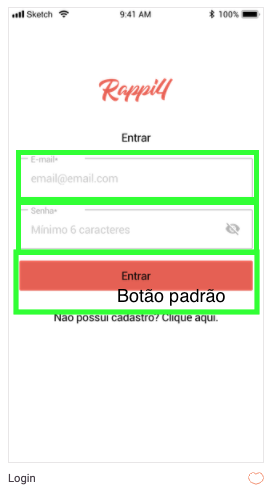 Sketch 9:41 AM 100%
Rappi4
Entrar
E-mail*
email@email.com
Senha*
Mínimo 6 caracteres
Entrar
Botão padrão
Não possui cadastro? Clique aqui.
Login